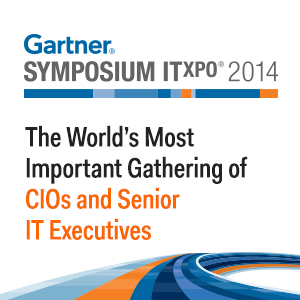 Gartner®
SYMPOSIUM ITXPO® 2014
The World's Most
Important Gathering of
CIOs and Senior
IT Executives